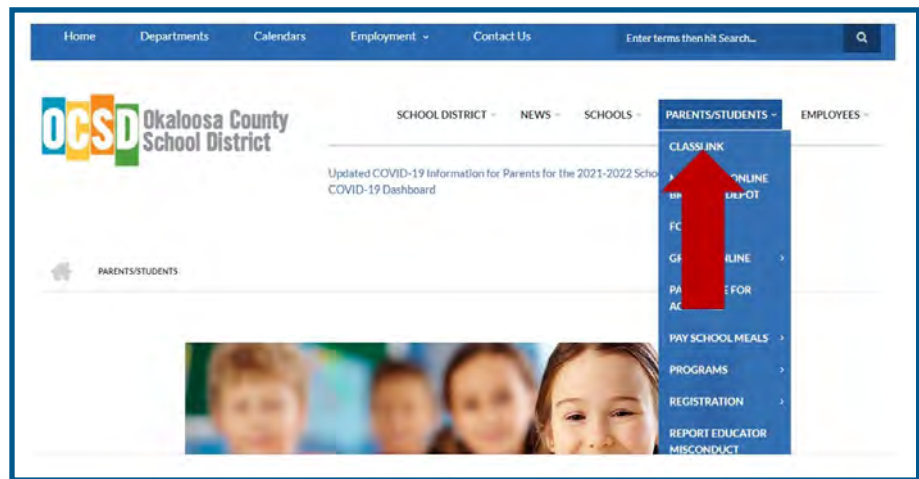 Home Departments Calendars Employment Contact Us Enter terms then hit Search...
OCSD Okaloosa County
School District
SCHOOL DISTRICT NEWS SCHOOLS PARENTS/STUDENTS EMPLOYEES
Updated COVID-19 Information for Parents for the 2021-2022
COVID-19 Dashboard
PARENTS/STUDENTS
CLASSLINK
ONLINE
FOR
PAY SCHOOL MEALS
PROGRAMS
REGISTRATION
REPORT EDUCATOR
MISCONDUCT